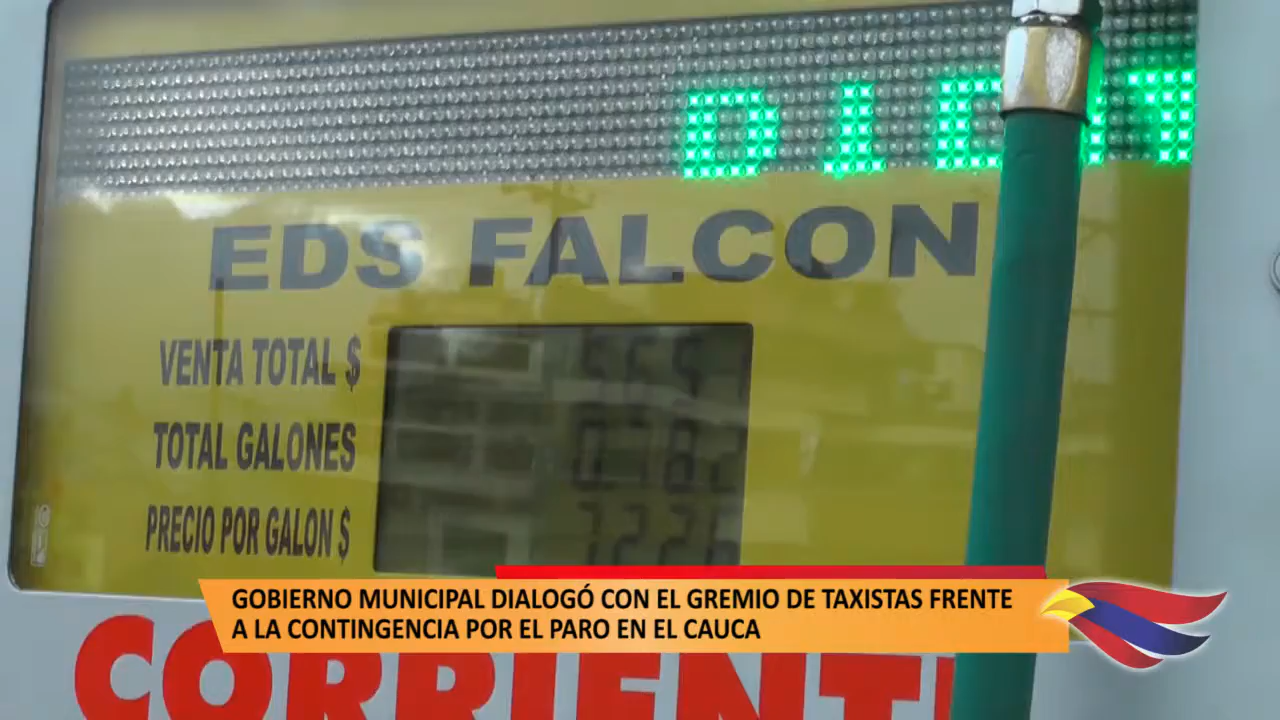 EDS FALCON
VENTA TOTAL $
TOTAL GALONES
PRECIO POR GALON $
GOBIERNO MUNICIPAL DIALOGÓ CON EL GREMIO DE TAXISTAS FRENTE
A LA CONTINGENCIA POR EL PARO EN EL CAUCA